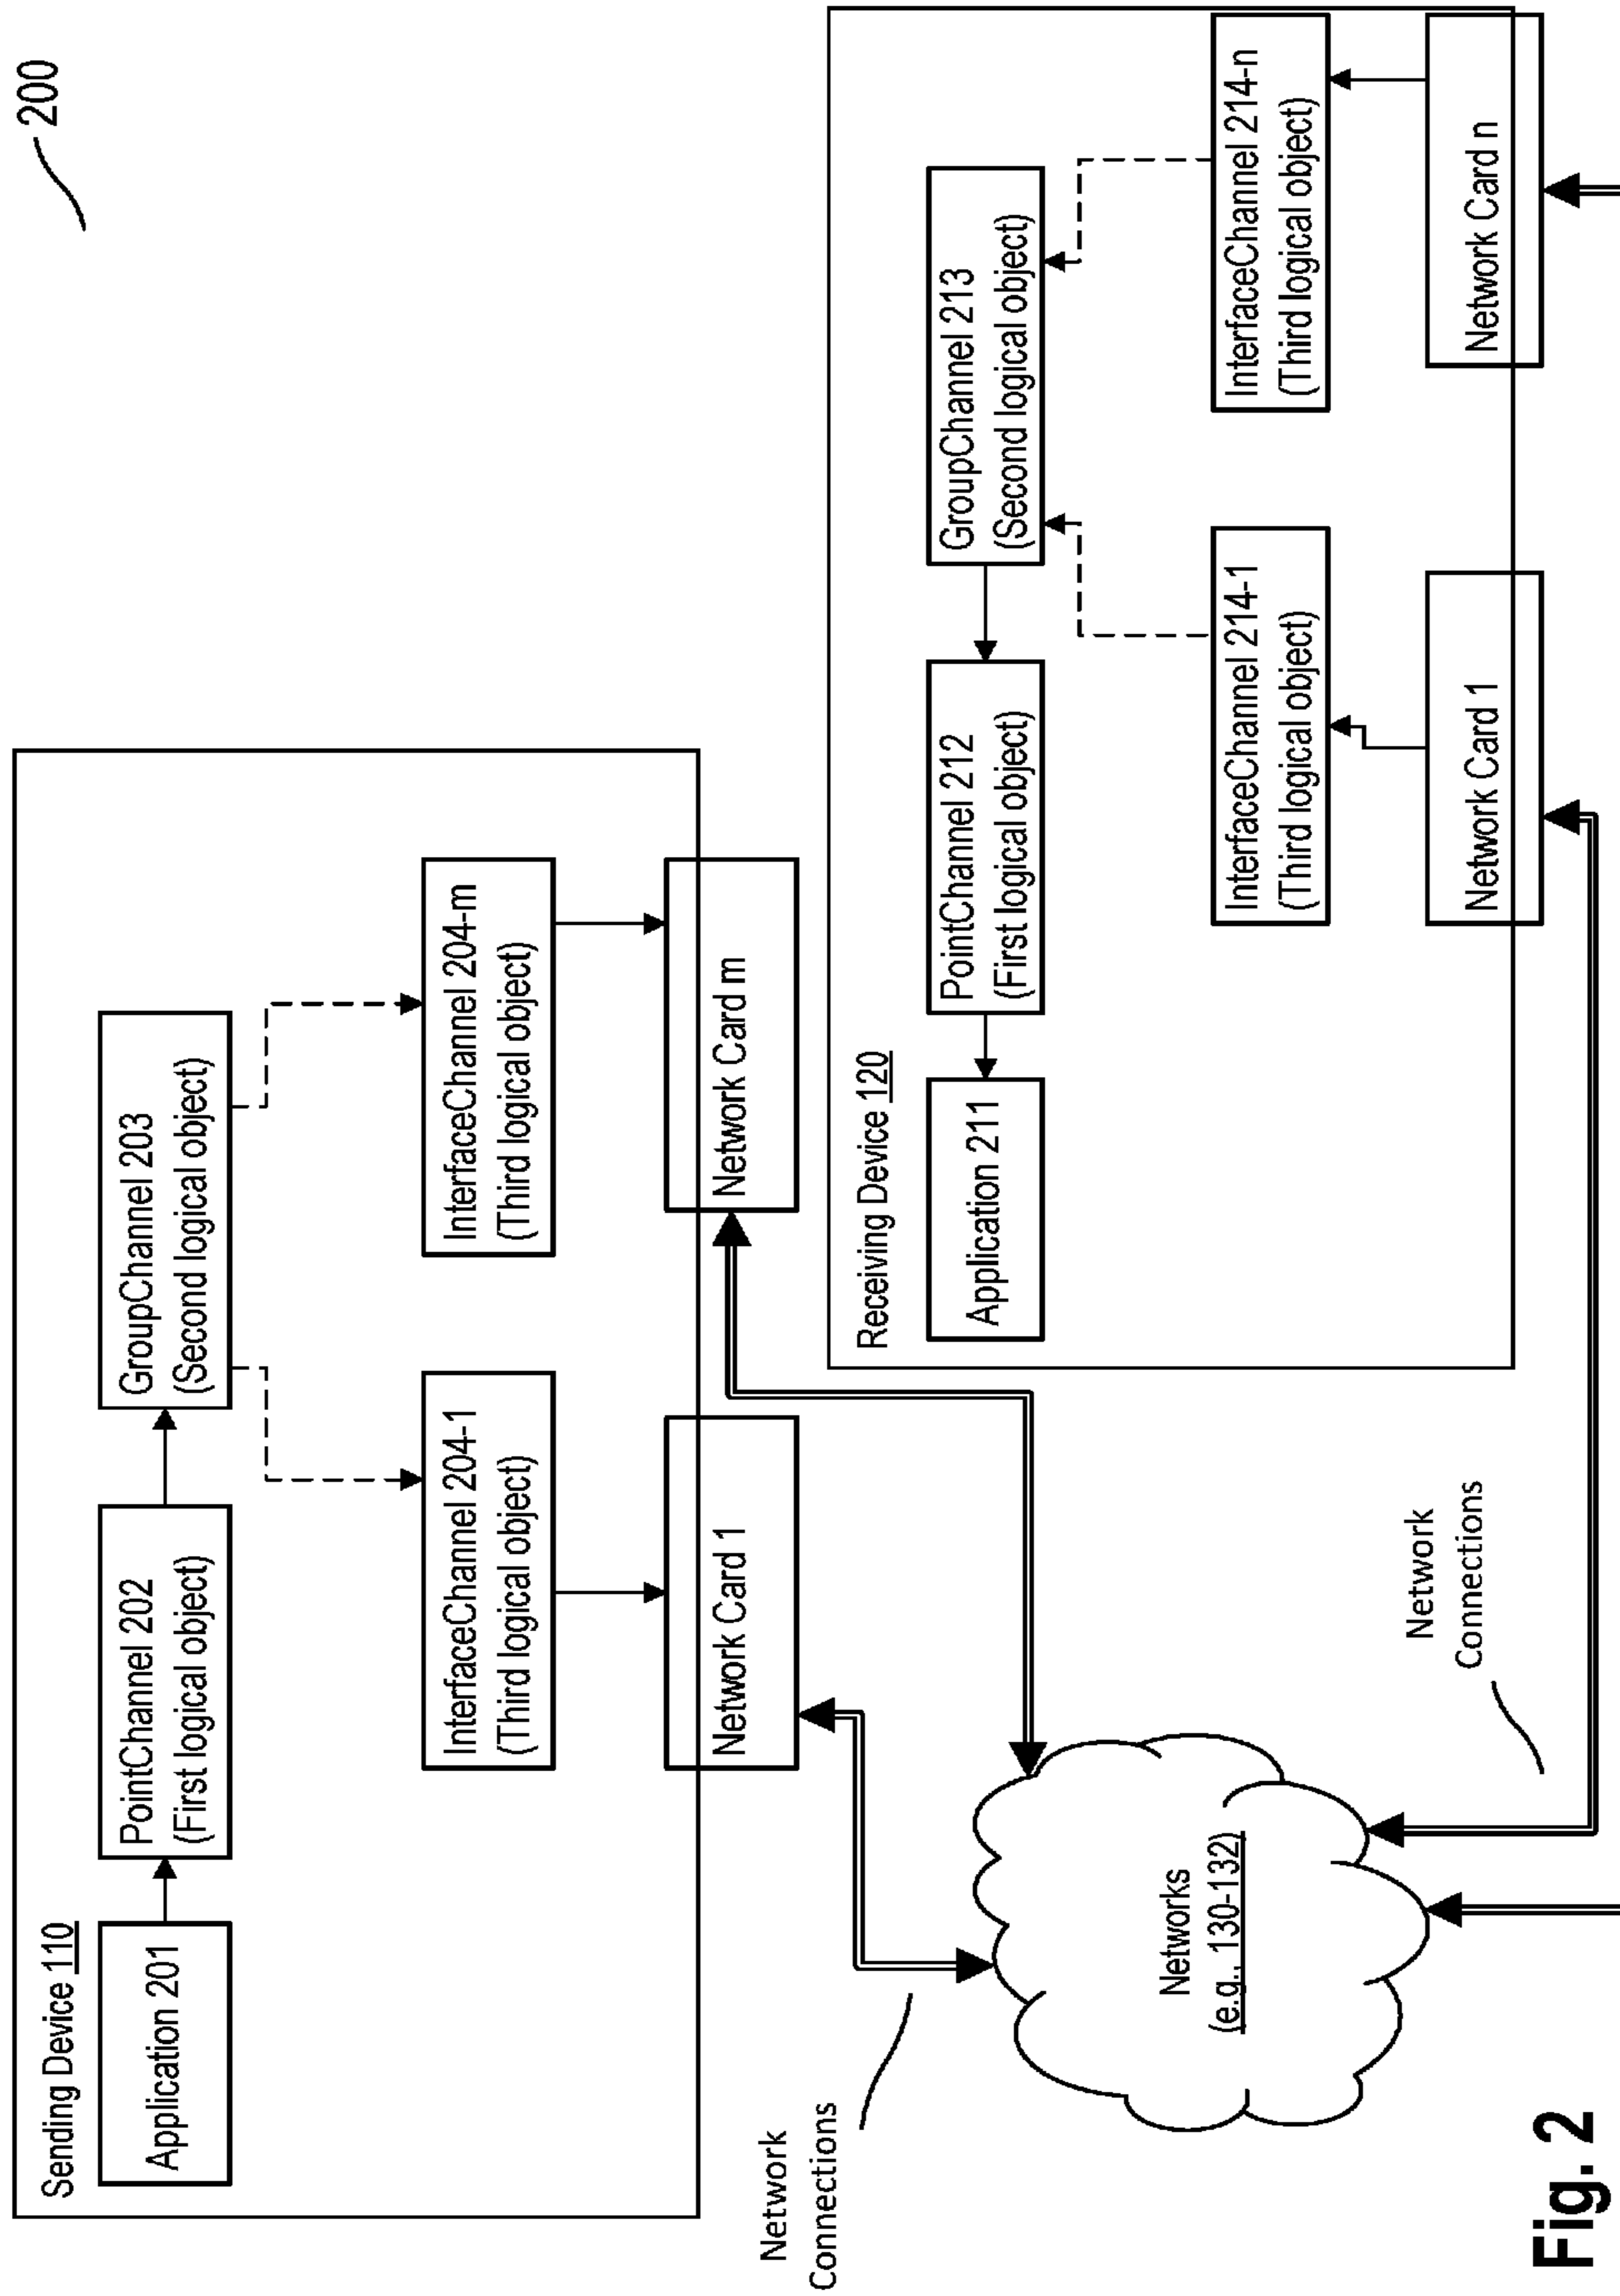 200
Sending Device 110
Application 201
PointChannel 202
(First logical object)
GroupChannel 203
(Second logical object)
InterfaceChannel 204-1
(Third logical object)
InterfaceChannel 204-m
(Third logical object)
Network Card 1
Network Card m
Network
Connections
Networks
(e.g., 130-132)
Receiving Device 120
Application 211
PointChannel 212
(First logical object)
GroupChannel 213
(Second logical object)
InterfaceChannel 214-1
(Third logical object)
InterfaceChannel 214-n
(Third logical object)
Network Card 1
Network Card n
Network
Connections
Fig. 2